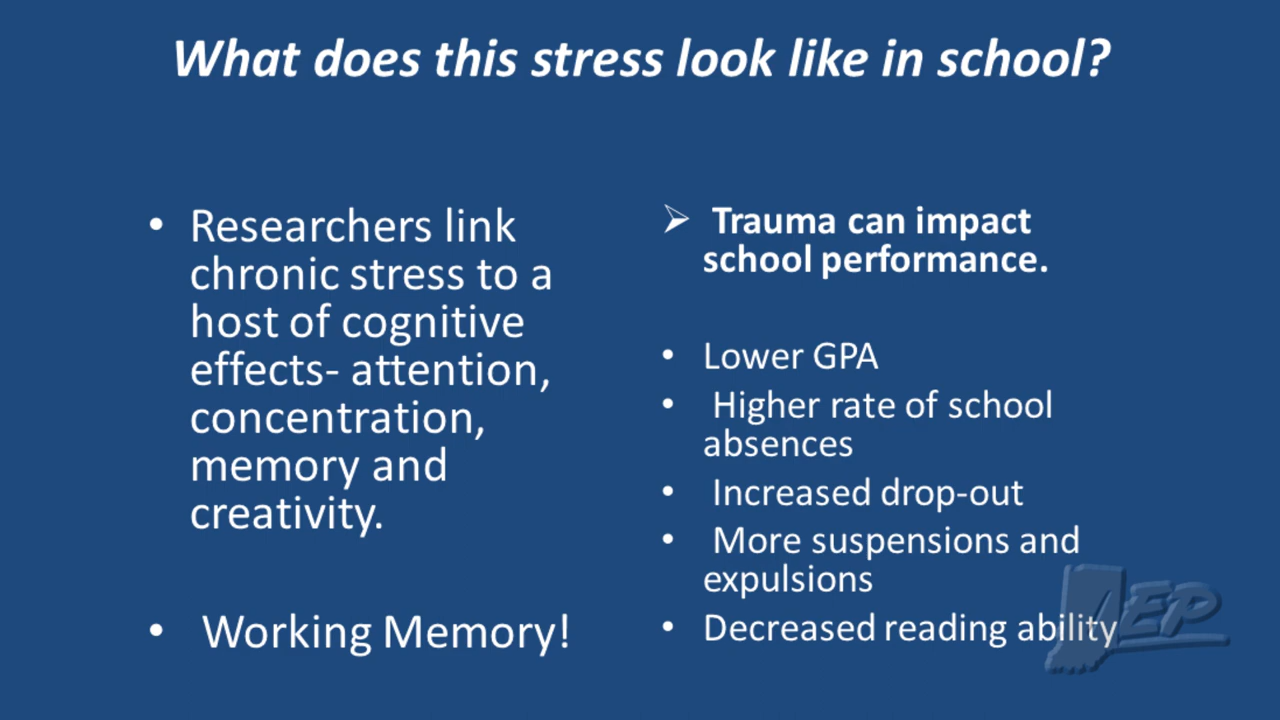 What does this stress look like in school?
• Researchers link
chronic stress to a
host of cognitive
effects- attention,
concentration,
memory and
creativity.
• Working Memory!
➢ Trauma can impact
school performance.
• Lower GPA
• Higher rate of school
absences
• Increased drop-out
• More suspensions and
expulsions
• Decreased reading ability
IEP